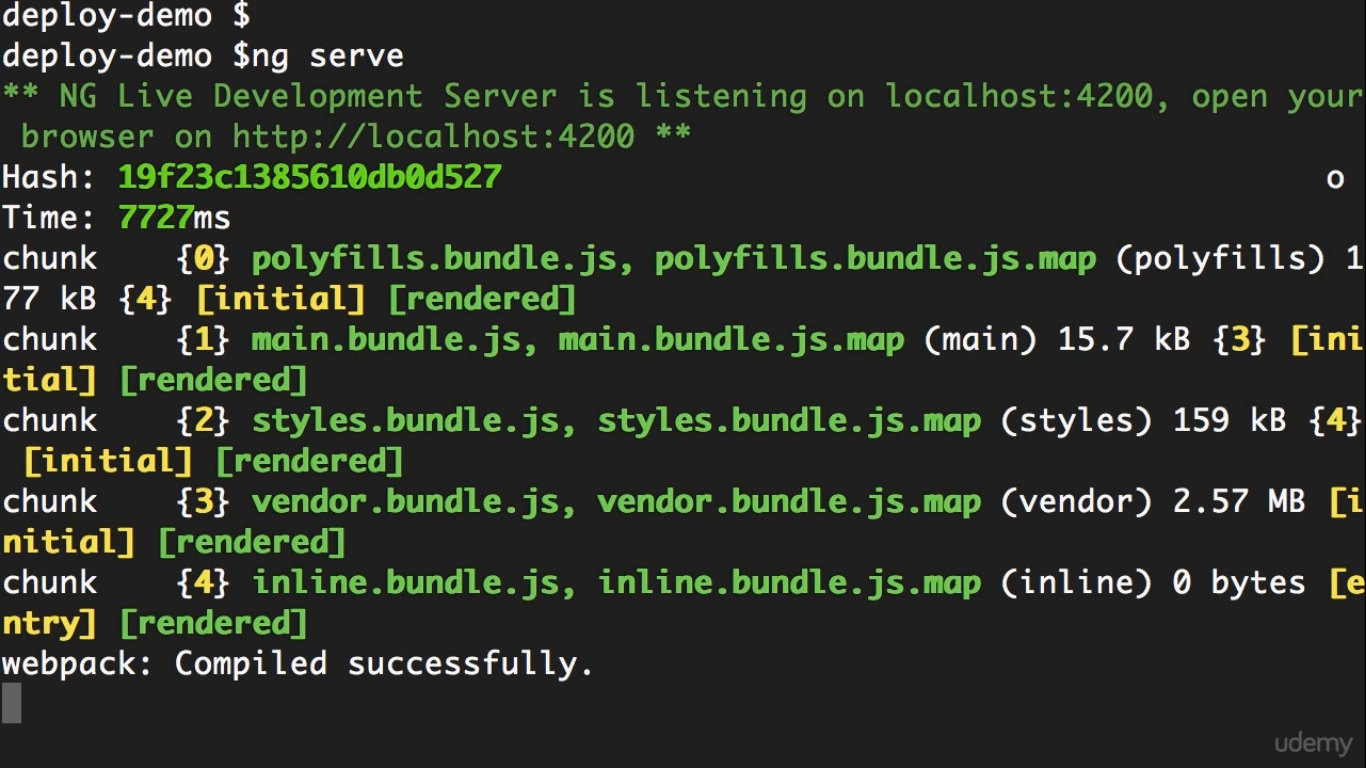 deploy-demo $
deploy-demo $ng serve
** NG Live Development Server is listening on localhost:4200, open your
 browser on http://localhost:4200 **
Hash: 19f23c1385610db0d527 o
Time: 7727ms
chunk    {0} polyfills.bundle.js, polyfills.bundle.js.map (polyfills) 1
77 kB {4} [initial] [rendered]
chunk    {1} main.bundle.js, main.bundle.js.map (main) 15.7 kB {3} [ini
tial] [rendered]
chunk    {2} styles.bundle.js, styles.bundle.js.map (styles) 159 kB {4}
 [initial] [rendered]
chunk    {3} vendor.bundle.js, vendor.bundle.js.map (vendor) 2.57 MB [i
nitial] [rendered]
chunk    {4} inline.bundle.js, inline.bundle.js.map (inline) 0 bytes [e
ntry] [rendered]
webpack: Compiled successfully.
udemy